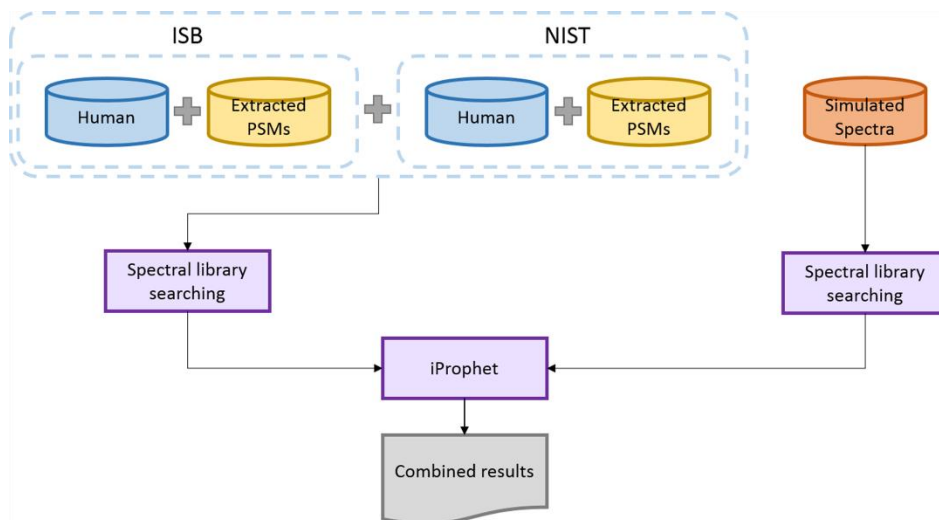 ISB
NIST
Human
Extracted
PSMs
Human
Extracted
PSMs
Simulated
Spectra
Spectral library
searching
Spectral library
searching
iProphet
Combined results